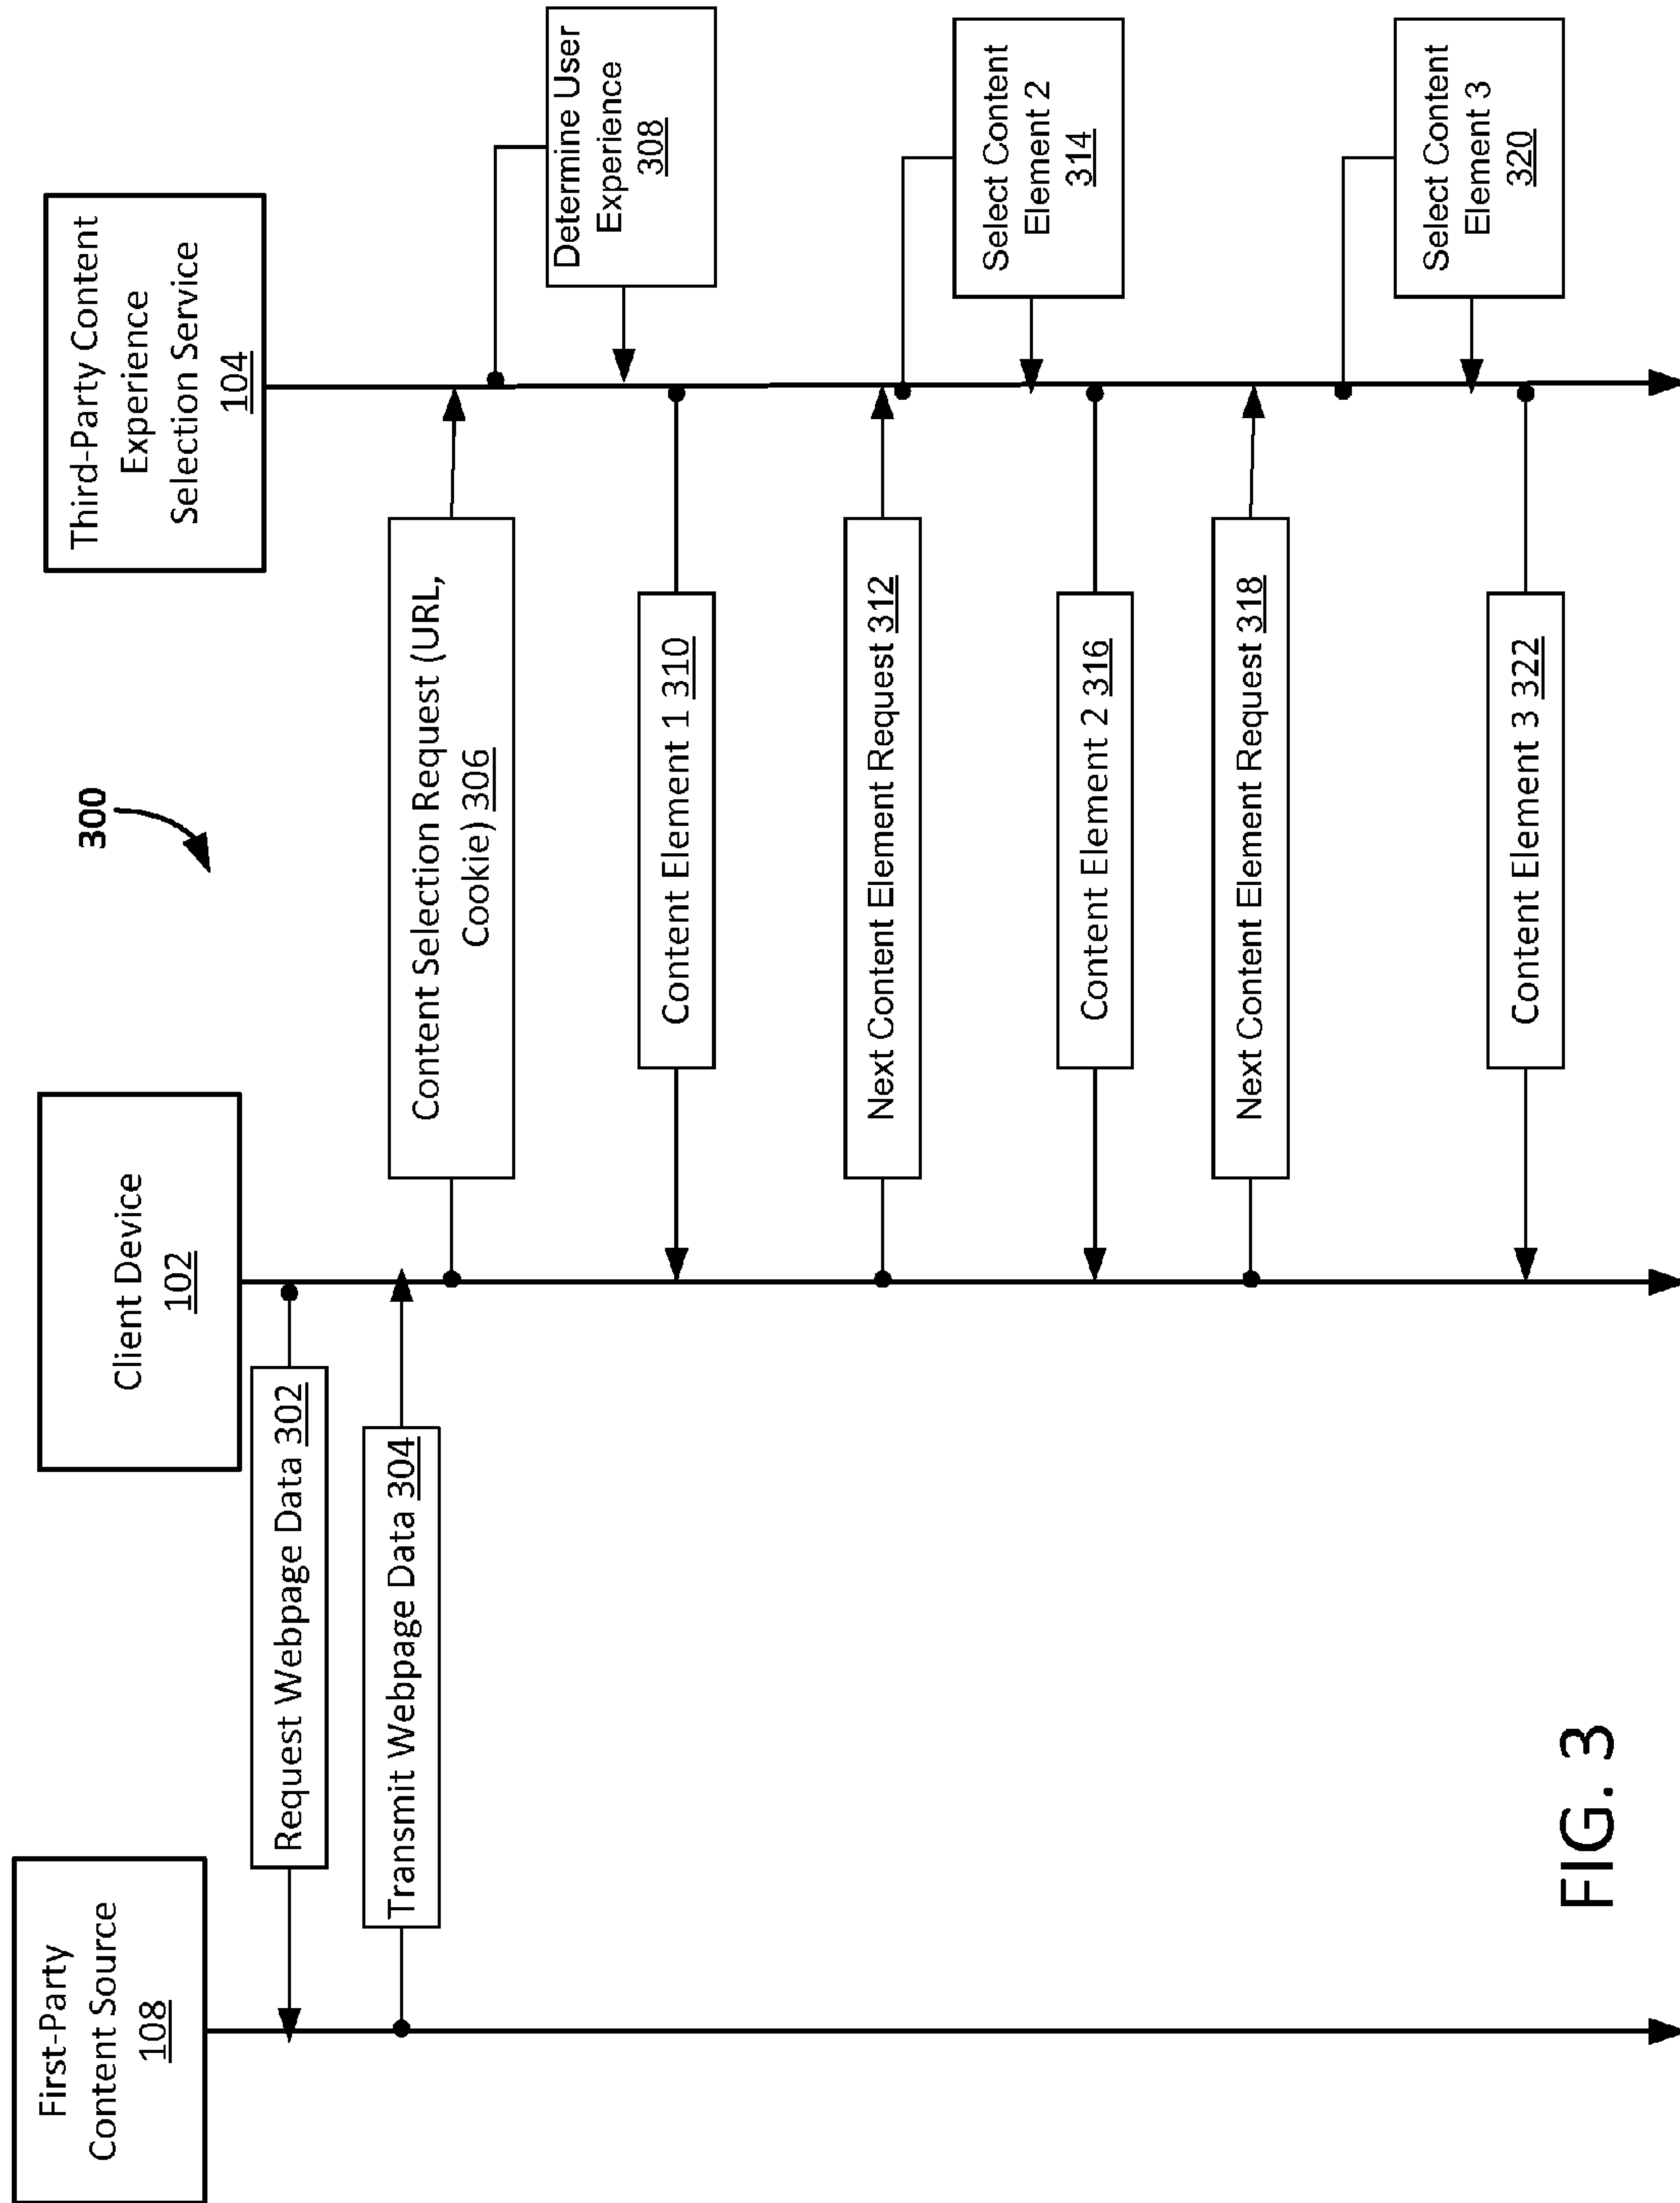 300
First-Party
Content Source
108
Client Device
102
Third-Party Content
Experience
Selection Service
104
Request Webpage Data 302
Transmit Webpage Data 304
Content Selection Request (URL,
Cookie) 306
Determine User
Experience
308
Content Element 1 310
Next Content Element Request 312
Select Content
Element 2
314
Content Element 2 316
Next Content Element Request 318
Select Content
Element 3
320
Content Element 3 322
FIG. 3